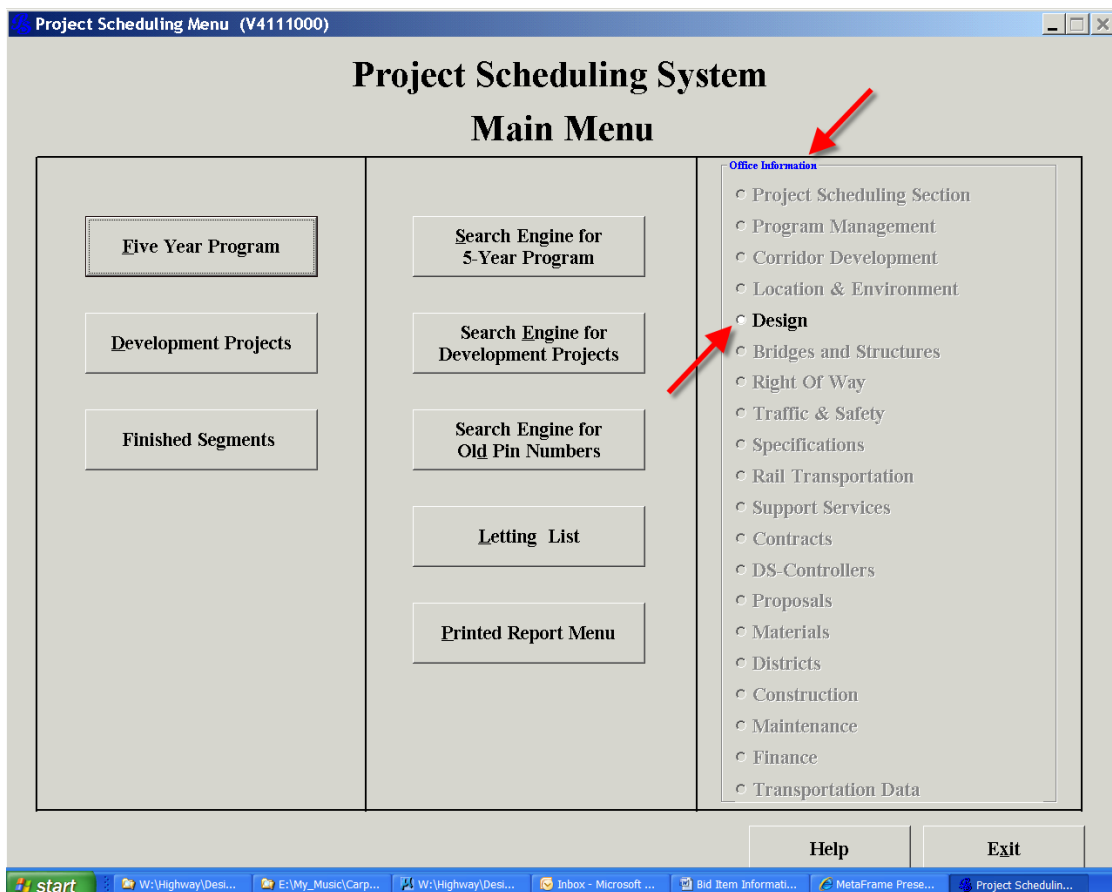 Project Scheduling Menu (V4111000)
Project Scheduling System
Main Menu
Five Year Program
Development Projects
Finished Segments
Search Engine for
5-Year Program
Search Engine for
Development Projects
Search Engine for
Old Pin Numbers
Letting List
Printed Report Menu
Office Information
Project Scheduling Section
Program Management
Corridor Development
Location & Environment
Design
Bridges and Structures
Right Of Way
Traffic & Safety
Specifications
Rail Transportation
Support Services
Contracts
DS-Controllers
Proposals
Materials
Districts
Construction
Maintenance
Finance
Transportation Data
Help
Exit
start
W:\Highway\Desi...
E:\My_Music\Carp...
W:\Highway\Desi...
Inbox - Microsoft ...
Bid Item Informati...
MetaFrame Prese...
Project Schedulin...